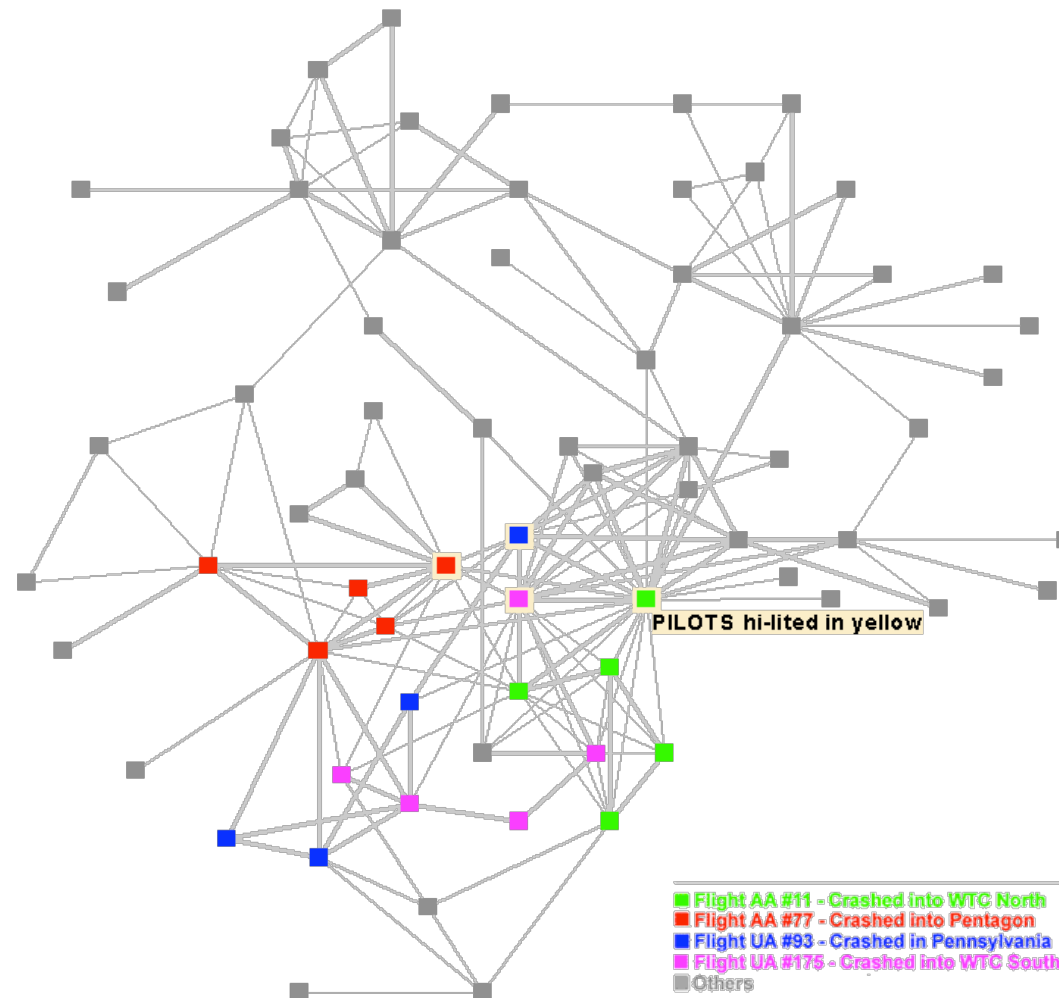 PILOTS hi-lited in yellow
Flight AA #11 - Crashed into WTC North
Flight AA #77 - Crashed into Pentagon
Flight UA #93 - Crashed in Pennsylvania
Flight UA #175 - Crashed into WTC South
Others